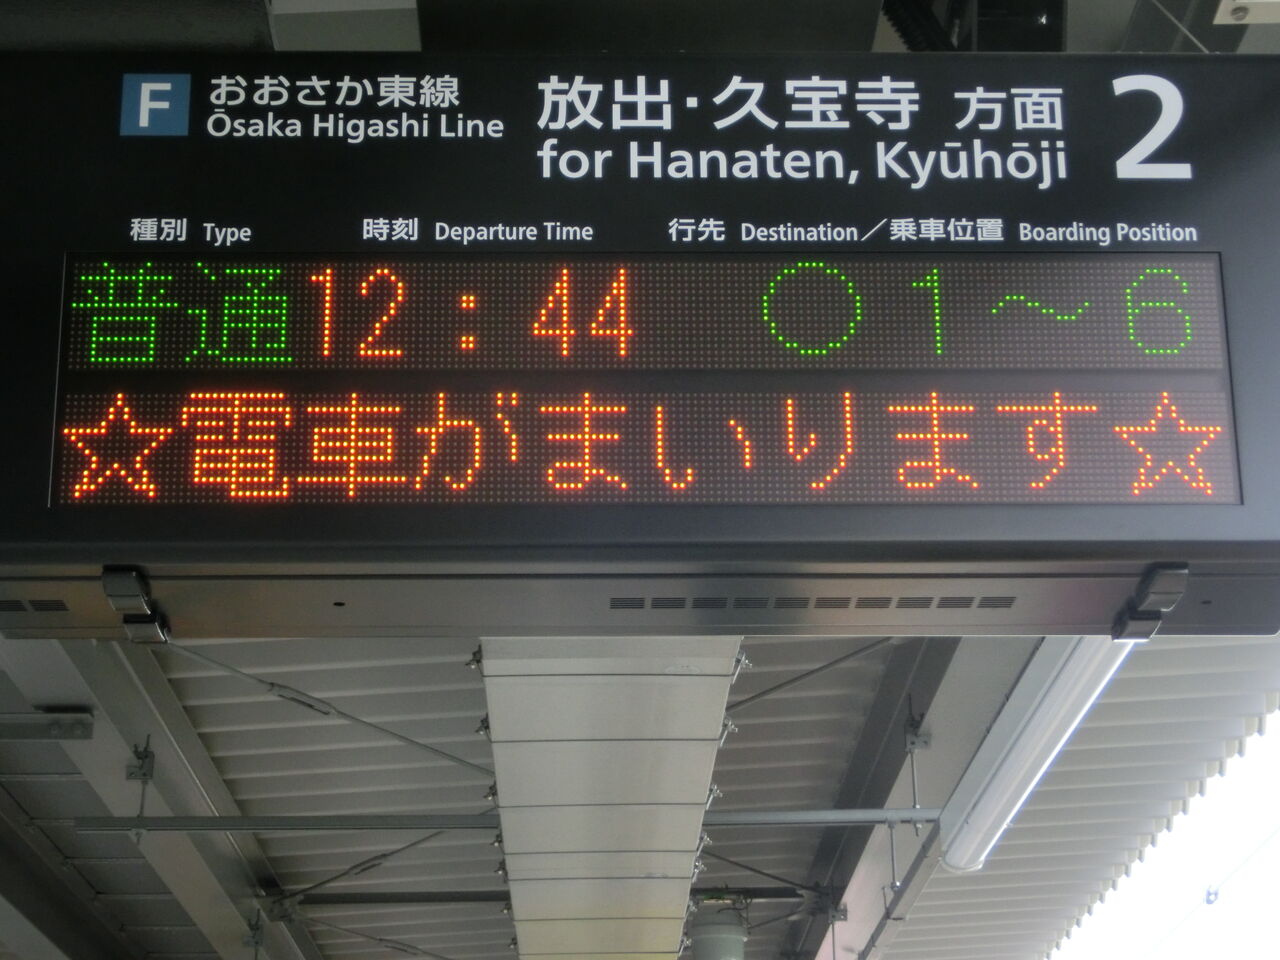 F おおさか東線 放出・久宝寺 方面 2
Ōsaka Higashi Line for Hanaten, Kyūhōji
種別 Type 時刻 Departure Time 行先 Destination／乗車位置 Boarding Position
普通 12：44 ○1～6
☆電車がまいります☆